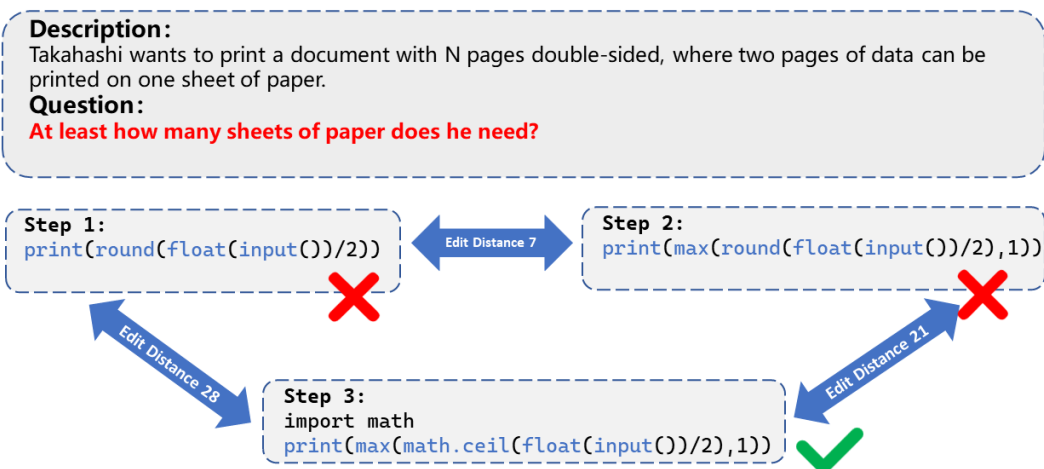 Description:
Takahashi wants to print a document with N pages double-sided, where two pages of data can be
printed on one sheet of paper.
Question:
At least how many sheets of paper does he need?
Step 1:
print(round(float(input())/2))
Edit Distance 7
Step 2:
print(max(round(float(input())/2),1))
Edit Distance 28
Edit Distance 21
Step 3:
import math
print(max(math.ceil(float(input())/2),1))